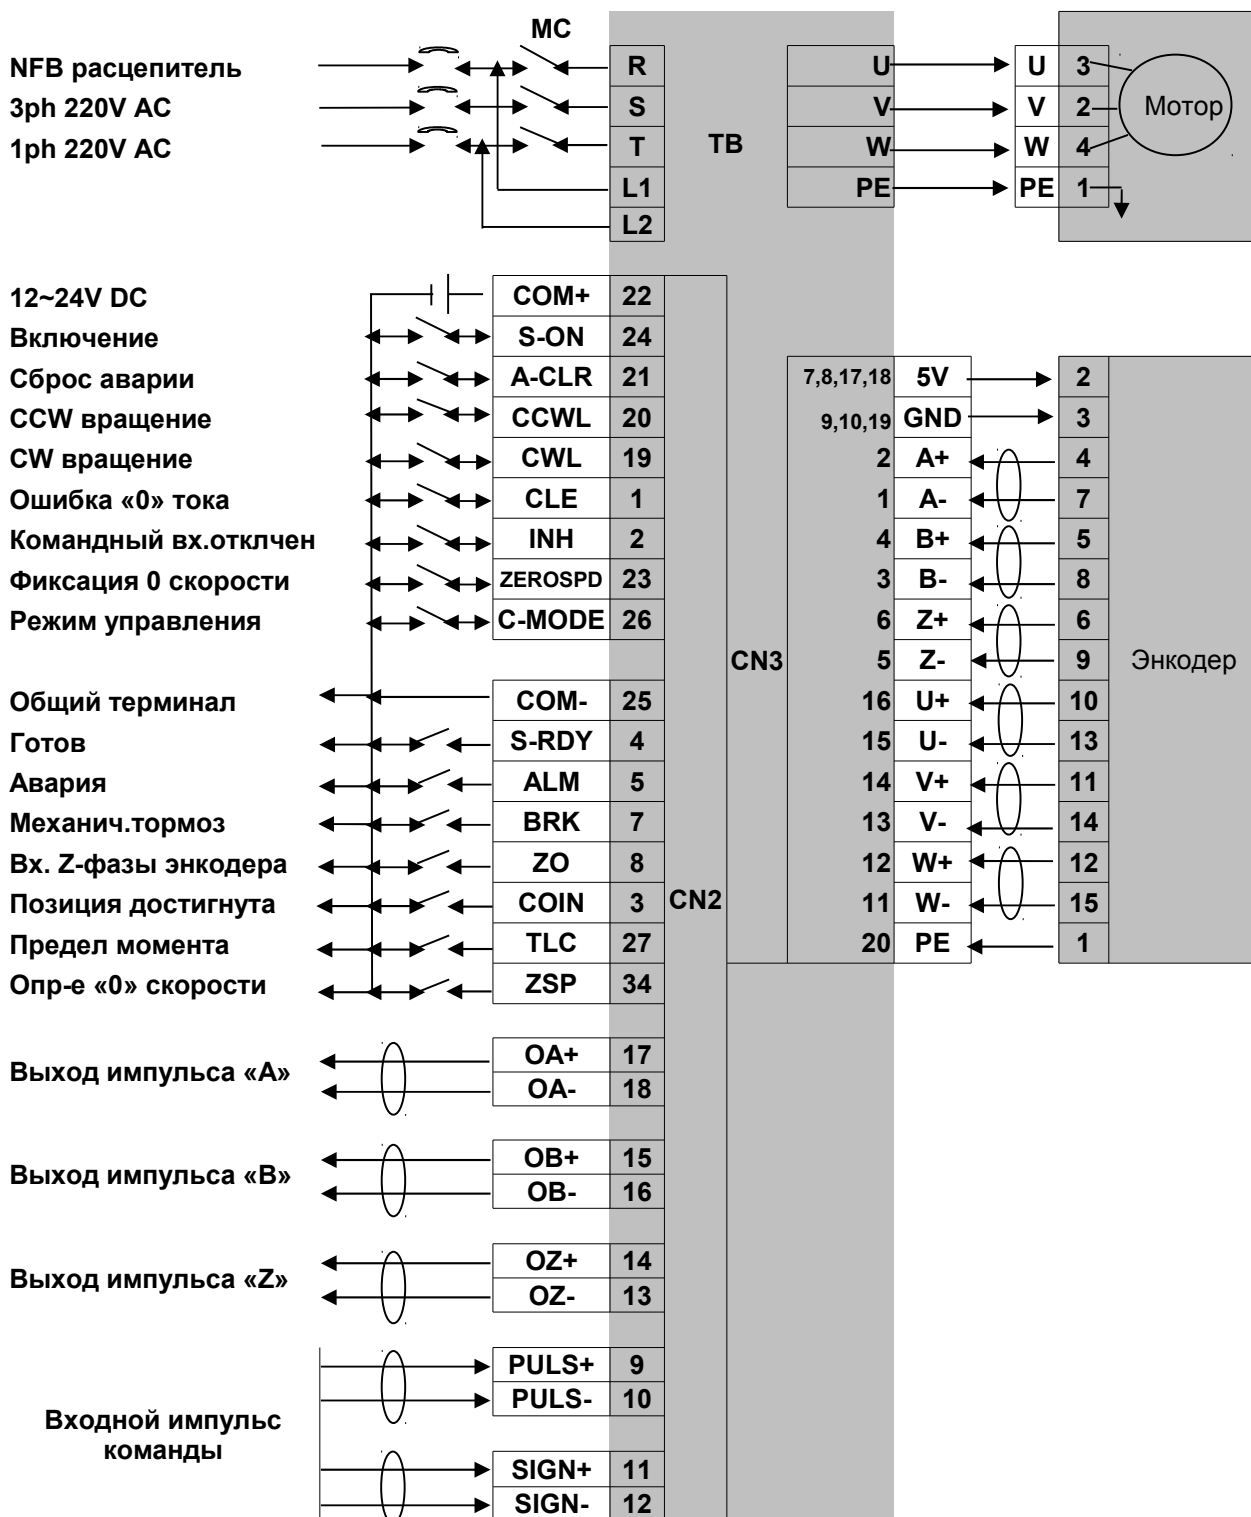 MC
NFB расцепитель R U U 3
3ph 220V AC S V V 2 Мотор
1ph 220V AC T TB W W 4
L1 PE PE 1
L2
12~24V DC COM+ 22
Включение S-ON 24
Сброс аварии A-CLR 21 7,8,17,18 5V 2
CCW вращение CCWL 20 9,10,19 GND 3
CW вращение CWL 19 2 A+ 4
Ошибка «0» тока CLE 1 1 A- 7
Командный вх.отклчен INH 2 4 B+ 5
Фиксация 0 скорости ZEROSPD 23 3 B- 8
Режим управления C-MODE 26 6 Z+ 6
CN3 5 Z- 9 Энкодер
Общий терминал COM- 25 16 U+ 10
Готов S-RDY 4 15 U- 13
Авария ALM 5 14 V+ 11
Механич.тормоз BRK 7 13 V- 14
Вх. Z-фазы энкодера ZO 8 12 W+ 12
Позиция достигнута COIN 3 CN2 11 W- 15
Предел момента TLC 27 20 PE 1
Опр-е «0» скорости ZSP 34
Выход импульса «A» OA+ 17
OA- 18
Выход импульса «B» OB+ 15
OB- 16
Выход импульса «Z» OZ+ 14
OZ- 13
PULS+ 9
PULS- 10
Входной импульс
команды
SIGN+ 11
SIGN- 12